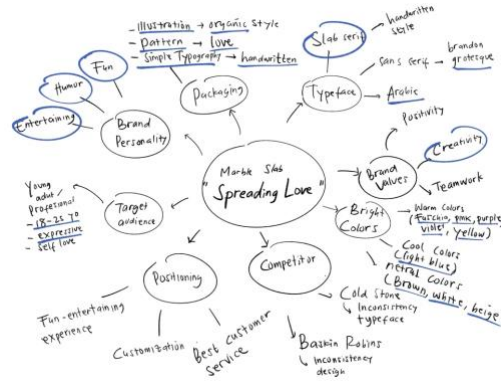 - Illustration → organic style
- Pattern → love
- Simple Typography → handwritten
Packaging
Slab serif
handwritten
style
Sans serif
brandon
grotesque
Arabic
Typeface
Fun
Humor
Entertaining
Brand
Personality
Positivity
Creativity
Teamwork
Brand
Values
Marble Slab
"Spreading Love"
Young
adult/
Profesional
- 18-25 yo
- expressive
- self love
Target
audience
Bright
Colors
Warm Colors
(Fuschia, pink, purple,
violet, yellow)
Cool Colors
(light blue)
netral Colors
(Brown, white, beige)
Positioning
Fun-entertaining
experience
Customization
Best customer
service
Competitor
Cold Stone
↳ Inconsistency
typeface
Baskin Robins
↳ Inconsistency
design